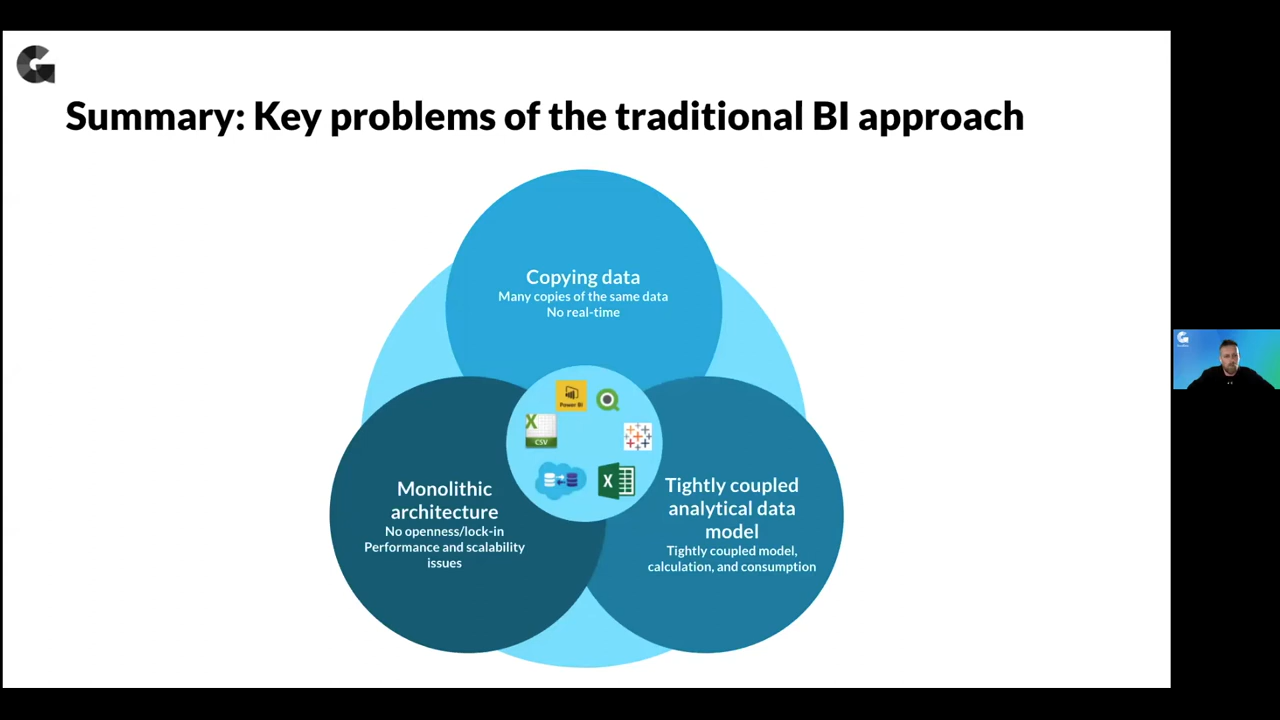 Summary: Key problems of the traditional BI approach
Copying data
Many copies of the same data
No real-time
Power BI
X
CSV
X
Monolithic
architecture
No openness/lock-in
Performance and scalability
issues
Tightly coupled
analytical data
model
Tightly coupled model,
calculation, and consumption